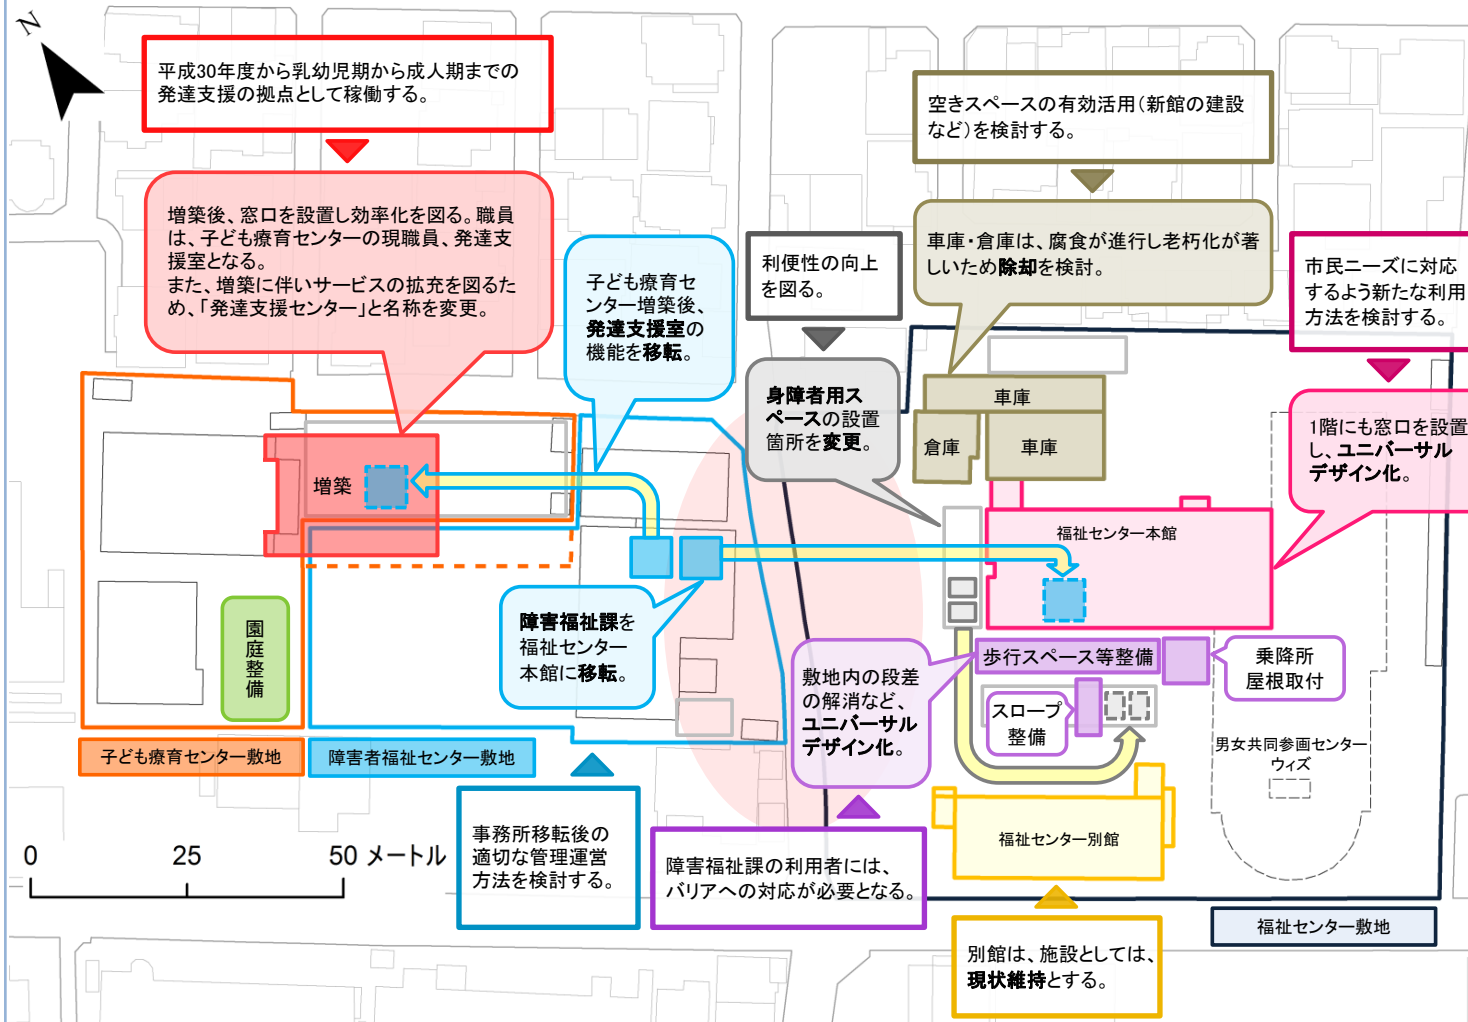 N
平成30年度から乳幼児期から成人期までの
発達支援の拠点として稼働する。
空きスペースの有効活用(新館の建設
など)を検討する。
増築後、窓口を設置し効率化を図る。職員
は、子ども療育センターの現職員、発達支
援室となる。
また、増築に伴いサービスの拡充を図るた
め、「発達支援センター」と名称を変更。
子ども療育セ
ンター増築後、
発達支援室の
機能を移転。
利便性の向上
を図る。
車庫・倉庫は、腐食が進行し老朽化が著
しいため除却を検討。
市民ニーズに対応
するよう新たな利用
方法を検討する。
身障者用ス
ペースの設置
箇所を変更。
車庫
倉庫
車庫
1階にも窓口を設置
し、ユニバーサル
デザイン化。
増築
福祉センター本館
園庭整備
障害福祉課を
福祉センター
本館に移転。
敷地内の段差
の解消など、
ユニバーサル
デザイン化。
歩行スペース等整備
乗降所
屋根取付
スロープ
整備
男女共同参画センター
ウィズ
子ども療育センター敷地
障害者福祉センター敷地
事務所移転後の
適切な管理運営
方法を検討する。
障害福祉課の利用者には、
バリアへの対応が必要となる。
福祉センター別館
0 25 50 メートル
別館は、施設としては、
現状維持とする。
福祉センター敷地